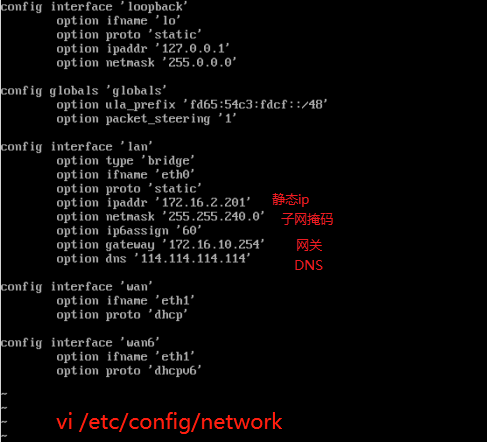 config interface 'loopback'
option ifname 'lo'
option proto 'static'
option ipaddr '127.0.0.1'
option netmask '255.0.0.0'
config globals 'globals'
option ula_prefix 'fd65:54c3:fdcf::/48'
option packet_steering '1'
config interface 'lan'
option type 'bridge'
option ifname 'eth0'
option proto 'static'
option ipaddr '172.16.2.201' 静态ip
option netmask '255.255.240.0' 子网掩码
option ip6assign '60'
option gateway '172.16.10.254' 网关
option dns '114.114.114.114' DNS
config interface 'wan'
option ifname 'eth1'
option proto 'dhcp'
config interface 'wan6'
option ifname 'eth1'
option proto 'dhcpv6'
~
~
~ vi /etc/config/network
~